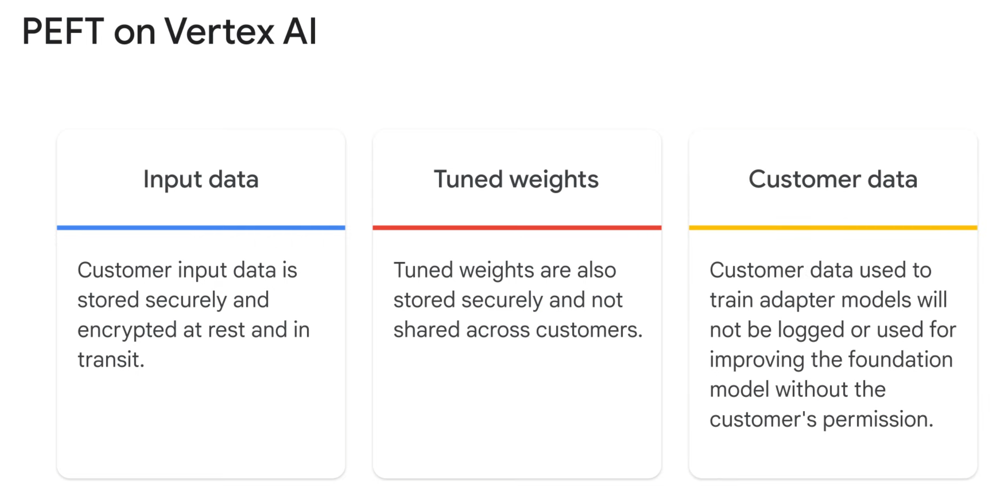 PEFT on Vertex AI
Input data
Customer input data is
stored securely and
encrypted at rest and in
transit.
Tuned weights
Tuned weights are also
stored securely and not
shared across customers.
Customer data
Customer data used to
train adapter models will
not be logged or used for
improving the foundation
model without the
customer's permission.